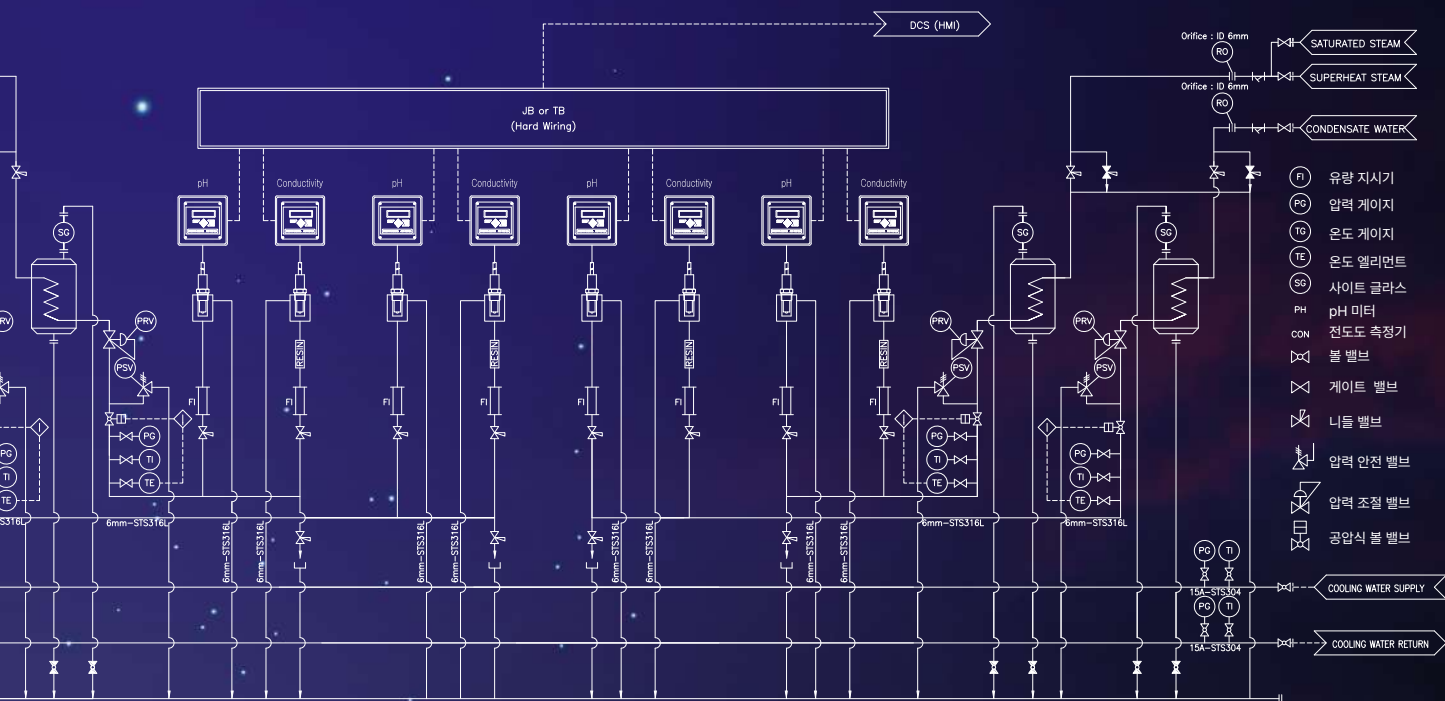 DCS (HMI)
JB or TB
(Hard Wiring)
Orifice : ID 6mm
RO
SATURATED STEAM
SUPERHEAT STEAM
Orifice : ID 6mm
RO
CONDENSATE WATER
pH
Conductivity
pH
Conductivity
pH
Conductivity
pH
Conductivity
FI 유량 지시기
PG 압력 게이지
TG 온도 게이지
TE 온도 엘리먼트
SG 사이트 글라스
PH pH 미터
CON 전도도 측정기
볼 밸브
게이트 밸브
니들 밸브
압력 안전 밸브
압력 조절 밸브
공압식 볼 밸브
SG
SG
SG
PRV
PRV
PRV
PRV
PSV
PSV
PSV
RESIN
RESIN
RESIN
RESIN
FI
FI
FI
FI
FI
FI
FI
FI
PG
TI
TE
PG
TI
TE
PG
TI
TE
PG
TI
TE
S316L
6mm-STS316L
6mm-STS316L
6mm-STS316L
6mm-STS316L
6mm-STS316L
6mm-STS316L
6mm-STS316L
6mm-STS316L
6mm-STS316L
6mm-STS316L
6mm-STS316L
PG
TI
15A-STS304
COOLING WATER SUPPLY
PG
TI
15A-STS304
COOLING WATER RETURN